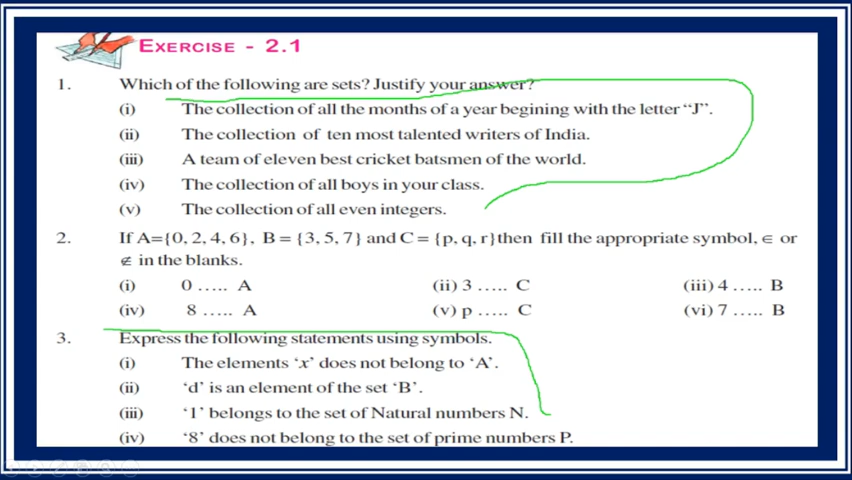 EXERCISE - 2.1
1. Which of the following are sets? Justify your answer?
(i) The collection of all the months of a year begining with the letter “J”.
(ii) The collection of ten most talented writers of India.
(iii) A team of eleven best cricket batsmen of the world.
(iv) The collection of all boys in your class.
(v) The collection of all even integers.
2. If A={0, 2, 4, 6}, B = {3, 5, 7} and C = {p, q, r}then fill the appropriate symbol, ∈ or
∉ in the blanks.
(i) 0 ….. A (ii) 3 ….. C (iii) 4 ….. B
(iv) 8 ….. A (v) p ….. C (vi) 7 ….. B
3. Express the following statements using symbols.
(i) The elements ‘x’ does not belong to ‘A’.
(ii) ‘d’ is an element of the set ‘B’.
(iii) ‘1’ belongs to the set of Natural numbers N.
(iv) ‘8’ does not belong to the set of prime numbers P.